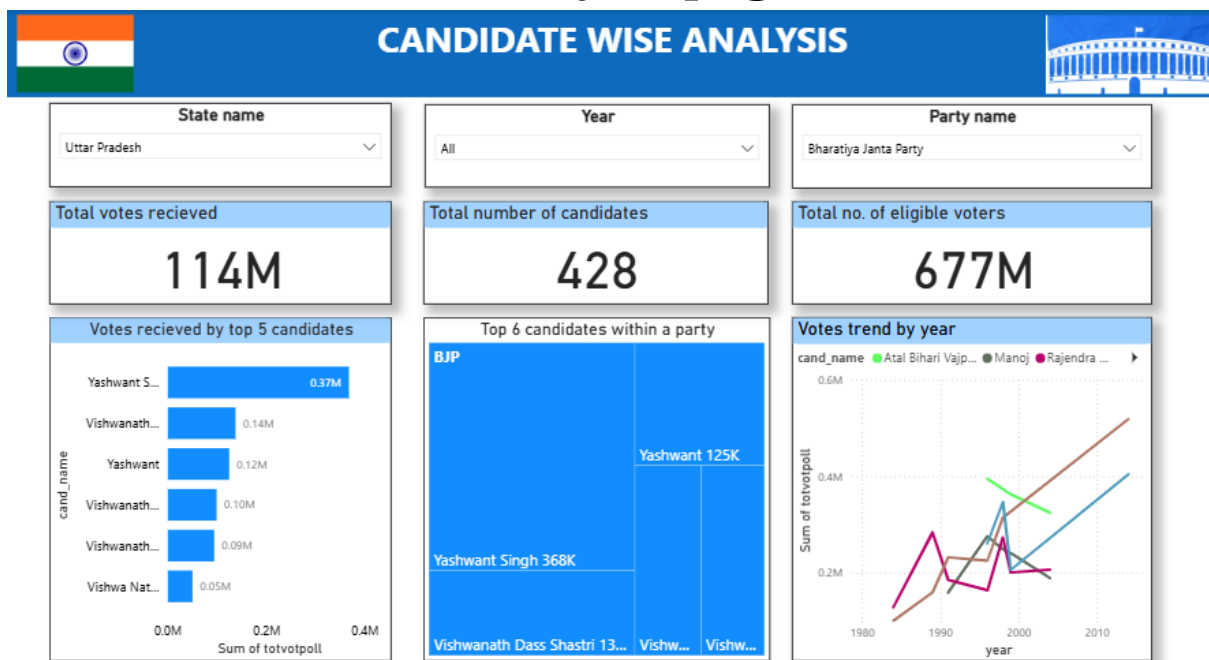 CANDIDATE WISE ANALYSIS
State name
Uttar Pradesh
Year
All
Party name
Bharatiya Janta Party
Total votes recieved
114M
Total number of candidates
428
Total no. of eligible voters
677M
Votes recieved by top 5 candidates
cand_name
Yashwant S...
0.37M
Vishwanath...
0.14M
Yashwant
0.12M
Vishwanath...
0.10M
Vishwanath...
0.09M
Vishwa Nat...
0.05M
0.0M 0.2M 0.4M
Sum of totvotpoll
Top 6 candidates within a party
BJP
Yashwant 125K
Yashwant Singh 368K
Vishwanath Dass Shastri 13...
Vishw...
Vishw...
Votes trend by year
cand_name Atal Bihari Vajp... Manoj Rajendra ...
Sum of totvotpoll
0.6M
0.4M
0.2M
1980 1990 2000 2010
year